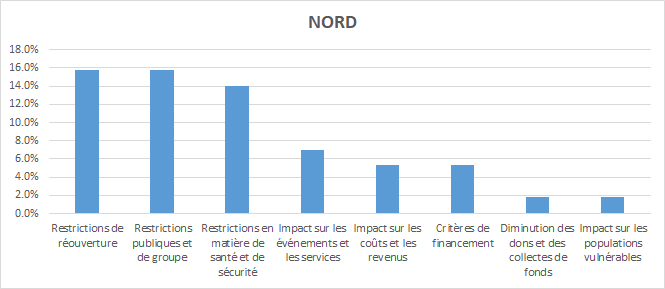 NORD
18.0%
16.0%
14.0%
12.0%
10.0%
8.0%
6.0%
4.0%
2.0%
0.0%
Restrictions de
réouverture
Restrictions
publiques et
de groupe
Restrictions en
matière de
santé et de
sécurité
Impact sur les
événements et
les services
Impact sur les
coûts et les
revenus
Critères de
financement
Diminution des
dons et des
collectes de
fonds
Impact sur les
populations
vulnérables